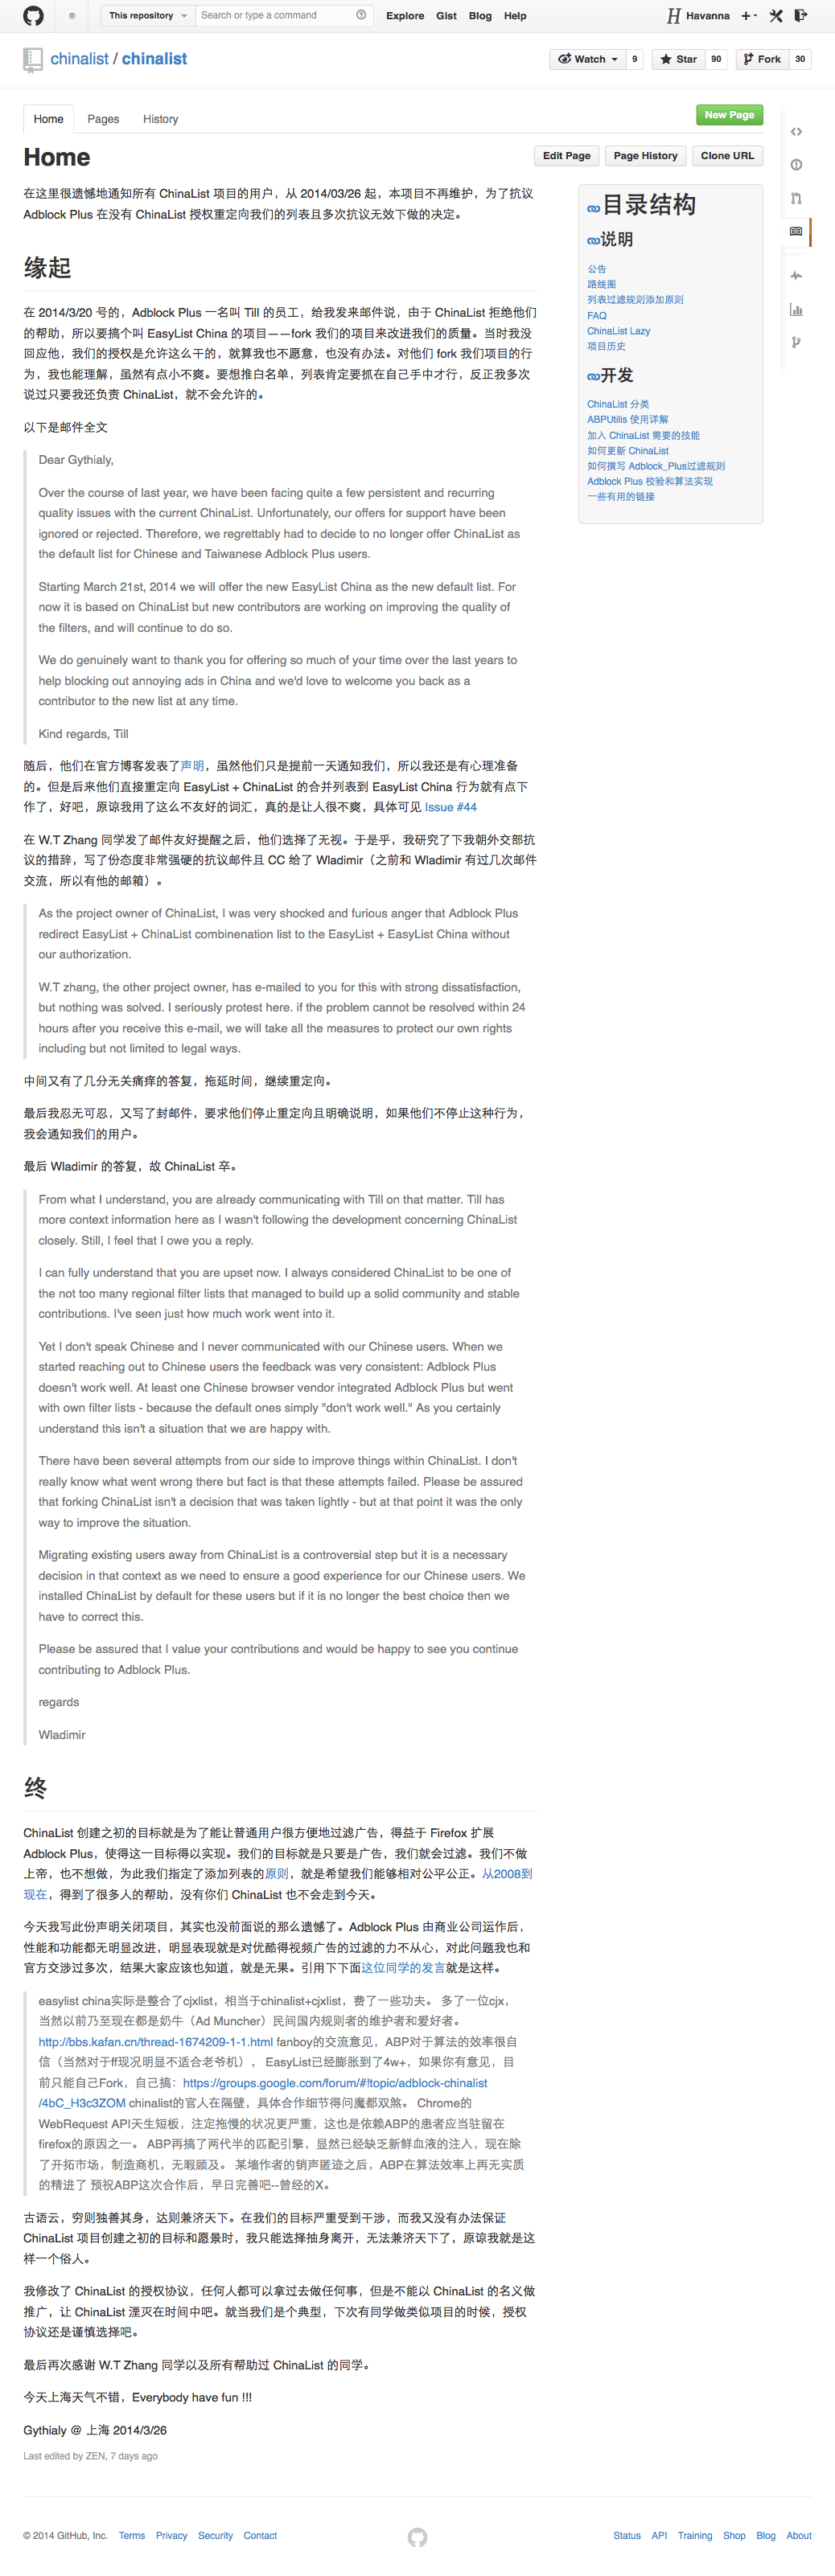 This repository Search or type a command Explore Gist Blog Help Havanna
chinalist / chinalist Watch 9 Star 90 Fork 30
Home Pages History New Page
Home Edit Page Page History Clone URL
在这里很遗憾地通知所有 ChinaList 项目的用户，从 2014/03/26 起，本项目不再维护，为了抗议
Adblock Plus 在没有 ChinaList 授权重定向我们的列表且多次抗议无效下做的决定。
缘起
在 2014/3/20 号的，Adblock Plus 一名叫 Till 的员工，给我发来邮件说，由于 ChinaList 拒绝他们
的帮助，所以要搞个叫 EasyList China 的项目——fork 我们的项目来改进我们的质量。当时我没
回应他，我们的授权是允许这么干的，就算我也不愿意，也没有办法。对他们 fork 我们项目的行
为，我也能理解，虽然有点小不爽。要想推白名单，列表肯定要抓在自己手中才行，反正我多次
说过只要我还负责 ChinaList，就不会允许的。
以下是邮件全文
Dear Gythialy,
Over the course of last year, we have been facing quite a few persistent and recurring
quality issues with the current ChinaList. Unfortunately, our offers for support have been
ignored or rejected. Therefore, we regrettably had to decide to no longer offer ChinaList as
the default list for Chinese and Taiwanese Adblock Plus users.
Starting March 21st, 2014 we will offer the new EasyList China as the new default list. For
now it is based on ChinaList but new contributors are working on improving the quality of
the filters, and will continue to do so.
We do genuinely want to thank you for offering so much of your time over the last years to
help blocking out annoying ads in China and we'd love to welcome you back as a
contributor to the new list at any time.
Kind regards, Till
随后，他们在官方博客发表了声明，虽然他们只是提前一天通知我们，所以我还是有心理准备
的。但是后来他们直接重定向 EasyList + ChinaList 的合并列表到 EasyList China 行为就有点下
作了，好吧，原谅我用了这么不友好的词汇，真的是让人很不爽，具体可见 Issue #44
在 W.T Zhang 同学发了邮件友好提醒之后，他们选择了无视。于是乎，我研究了下我朝外交部抗
议的措辞，写了份态度非常强硬的抗议邮件且 CC 给了 Wladimir（之前和 Wladimir 有过几次邮件
交流，所以有他的邮箱）。
As the project owner of ChinaList, I was very shocked and furious anger that Adblock Plus
redirect EasyList + ChinaList combinenation list to the EasyList + EasyList China without
our authorization.
W.T zhang, the other project owner, has e-mailed to you for this with strong dissatisfaction,
but nothing was solved. I seriously protest here. if the problem cannot be resolved within 24
hours after you receive this e-mail, we will take all the measures to protect our own rights
including but not limited to legal ways.
中间又有了几分无关痛痒的答复，拖延时间，继续重定向。
最后我忍无可忍，又写了封邮件，要求他们停止重定向且明确说明，如果他们不停止这种行为，
我会通知我们的用户。
最后 Wladimir 的答复，故 ChinaList 卒。
From what I understand, you are already communicating with Till on that matter. Till has
more context information here as I wasn't following the development concerning ChinaList
closely. Still, I feel that I owe you a reply.
I can fully understand that you are upset now. I always considered ChinaList to be one of
the not too many regional filter lists that managed to build up a solid community and stable
contributions. I've seen just how much work went into it.
Yet I don't speak Chinese and I never communicated with our Chinese users. When we
started reaching out to Chinese users the feedback was very consistent: Adblock Plus
doesn't work well. At least one Chinese browser vendor integrated Adblock Plus but went
with own filter lists - because the default ones simply "don't work well." As you certainly
understand this isn't a situation that we are happy with.
There have been several attempts from our side to improve things within ChinaList. I don't
really know what went wrong there but fact is that these attempts failed. Please be assured
that forking ChinaList isn't a decision that was taken lightly - but at that point it was the only
way to improve the situation.
Migrating existing users away from ChinaList is a controversial step but it is a necessary
decision in that context as we need to ensure a good experience for our Chinese users. We
installed ChinaList by default for these users but if it is no longer the best choice then we
have to correct this.
Please be assured that I value your contributions and would be happy to see you continue
contributing to Adblock Plus.
regards
Wladimir
终
ChinaList 创建之初的目标就是为了能让普通用户很方便地过滤广告，得益于 Firefox 扩展
Adblock Plus，使得这一目标得以实现。我们的目标就是只要是广告，我们就会过滤。我们不做
上帝，也不想做，为此我们指定了添加列表的原则，就是希望我们能够相对公平公正。从2008到
现在，得到了很多人的帮助，没有你们 ChinaList 也不会走到今天。
今天我写此份声明关闭项目，其实也没前面说的那么遗憾了。Adblock Plus 由商业公司运作后，
性能和功能都无明显改进，明显表现就是对优酷得视频广告的过滤的力不从心，对此问题我也和
官方交涉过多次，结果大家应该也知道，就是无果。引用下下面这位同学的发言就是这样。
easylist china实际是整合了cjxlist，相当于chinalist+cjxlist，费了一些功夫。 多了一位cjx，
当然以前乃至现在都是奶牛（Ad Muncher）民间国内规则者的维护者和爱好者。
http://bbs.kafan.cn/thread-1674209-1-1.html fanboy的交流意见，ABP对于算法的效率很自
信（当然对于ff现况明显不适合老爷机）， EasyList已经膨胀到了4w+，如果你有意见，目
前只能自己Fork，自己搞：https://groups.google.com/forum/#!topic/adblock-chinalist
/4bC_H3c3ZOM chinalist的官人在隔壁，具体合作细节得问魔都双煞。 Chrome的
WebRequest API天生短板，注定拖慢的状况更严重，这也是依赖ABP的患者应当驻留在
firefox的原因之一。 ABP再搞了两代半的匹配引擎，显然已经缺乏新鲜血液的注入，现在除
了开拓市场，制造商机，无暇顾及。 某墙作者的销声匿迹之后，ABP在算法效率上再无实质
的精进了 预祝ABP这次合作后，早日完善吧--曾经的X。
古语云，穷则独善其身，达则兼济天下。在我们的目标严重受到干涉，而我又没有办法保证
ChinaList 项目创建之初的目标和愿景时，我只能选择抽身离开，无法兼济天下了，原谅我就是这
样一个俗人。
我修改了 ChinaList 的授权协议，任何人都可以拿过去做任何事，但是不能以 ChinaList 的名义做
推广，让 ChinaList 湮灭在时间中吧。就当我们是个典型，下次有同学做类似项目的时候，授权
协议还是谨慎选择吧。
最后再次感谢 W.T Zhang 同学以及所有帮助过 ChinaList 的同学。
今天上海天气不错，Everybody have fun !!!
Gythialy @ 上海 2014/3/26
Last edited by ZEN, 7 days ago
目录结构
说明
公告
路线图
列表过滤规则添加原则
FAQ
ChinaList Lazy
项目历史
开发
ChinaList 分类
ABPUtilis 使用详解
加入 ChinaList 需要的技能
如何更新 ChinaList
如何撰写 Adblock_Plus过滤规则
Adblock Plus 校验和算法实现
一些有用的链接
© 2014 GitHub, Inc. Terms Privacy Security Contact Status API Training Shop Blog About